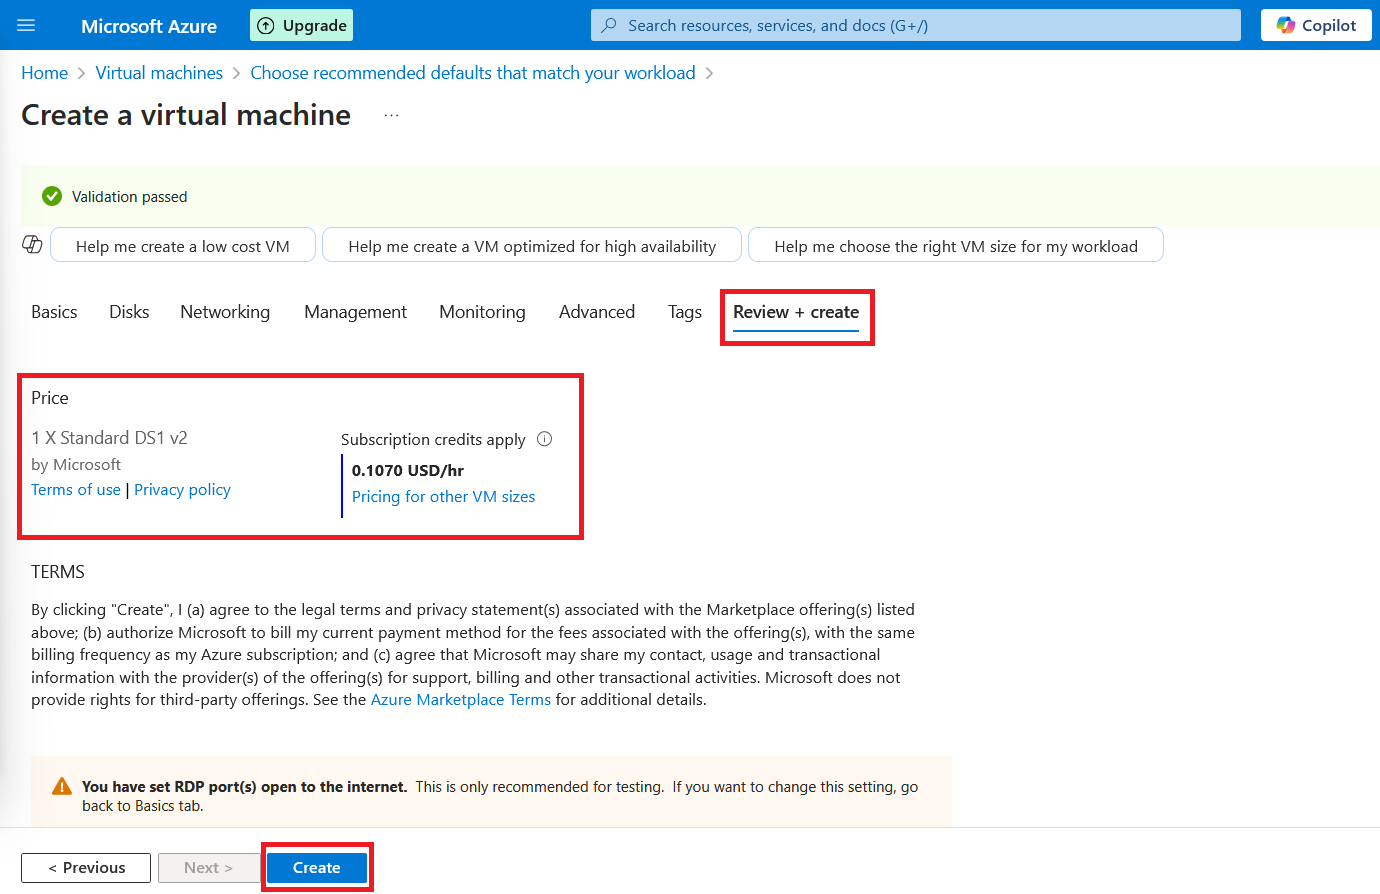 Microsoft Azure
Upgrade
Search resources, services, and docs (G+/)
Copilot
Home > Virtual machines > Choose recommended defaults that match your workload >
Create a virtual machine ...
Validation passed
Help me create a low cost VM
Help me create a VM optimized for high availability
Help me choose the right VM size for my workload
Basics Disks Networking Management Monitoring Advanced Tags Review + create
Price
1 X Standard DS1 v2
by Microsoft
Terms of use | Privacy policy
Subscription credits apply
0.1070 USD/hr
Pricing for other VM sizes
TERMS
By clicking "Create", I (a) agree to the legal terms and privacy statement(s) associated with the Marketplace offering(s) listed
above; (b) authorize Microsoft to bill my current payment method for the fees associated with the offering(s), with the same
billing frequency as my Azure subscription; and (c) agree that Microsoft may share my contact, usage and transactional
information with the provider(s) of the offering(s) for support, billing and other transactional activities. Microsoft does not
provide rights for third-party offerings. See the Azure Marketplace Terms for additional details.
You have set RDP port(s) open to the internet. This is only recommended for testing. If you want to change this setting, go
back to Basics tab.
< Previous
Next >
Create